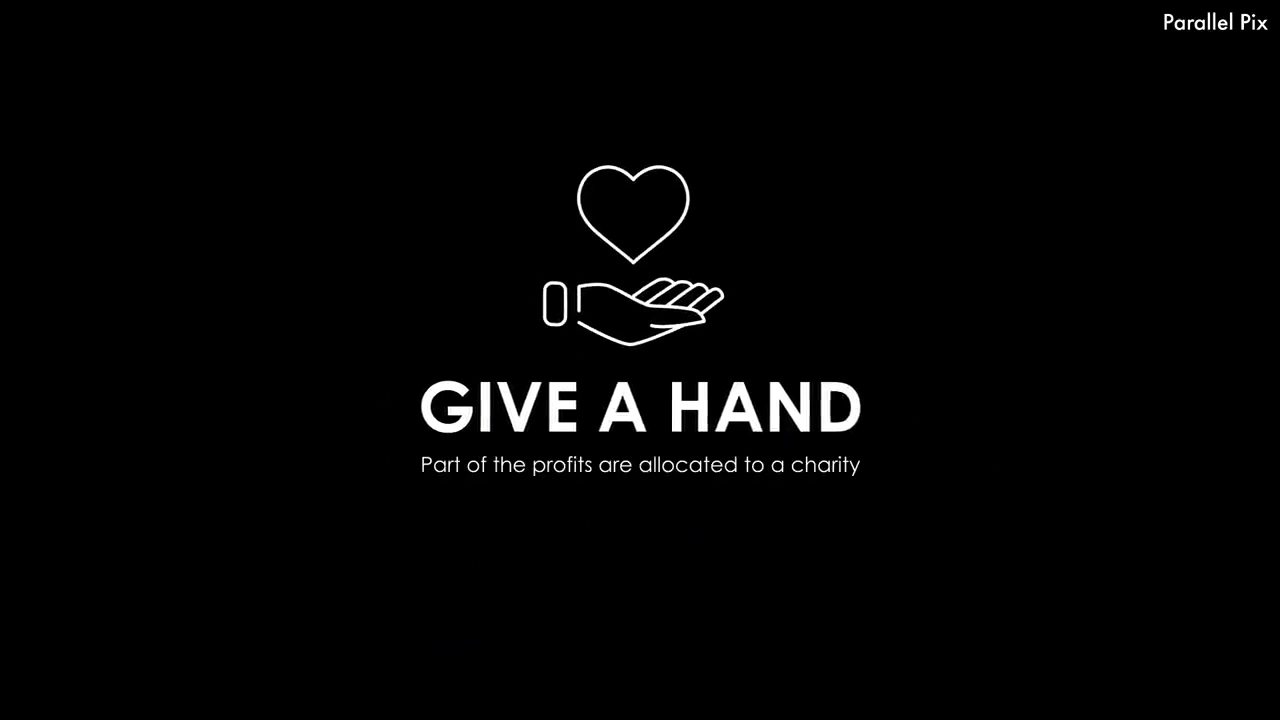 Parallel Pix
GIVE A HAND
Part of the profits are allocated to a charity